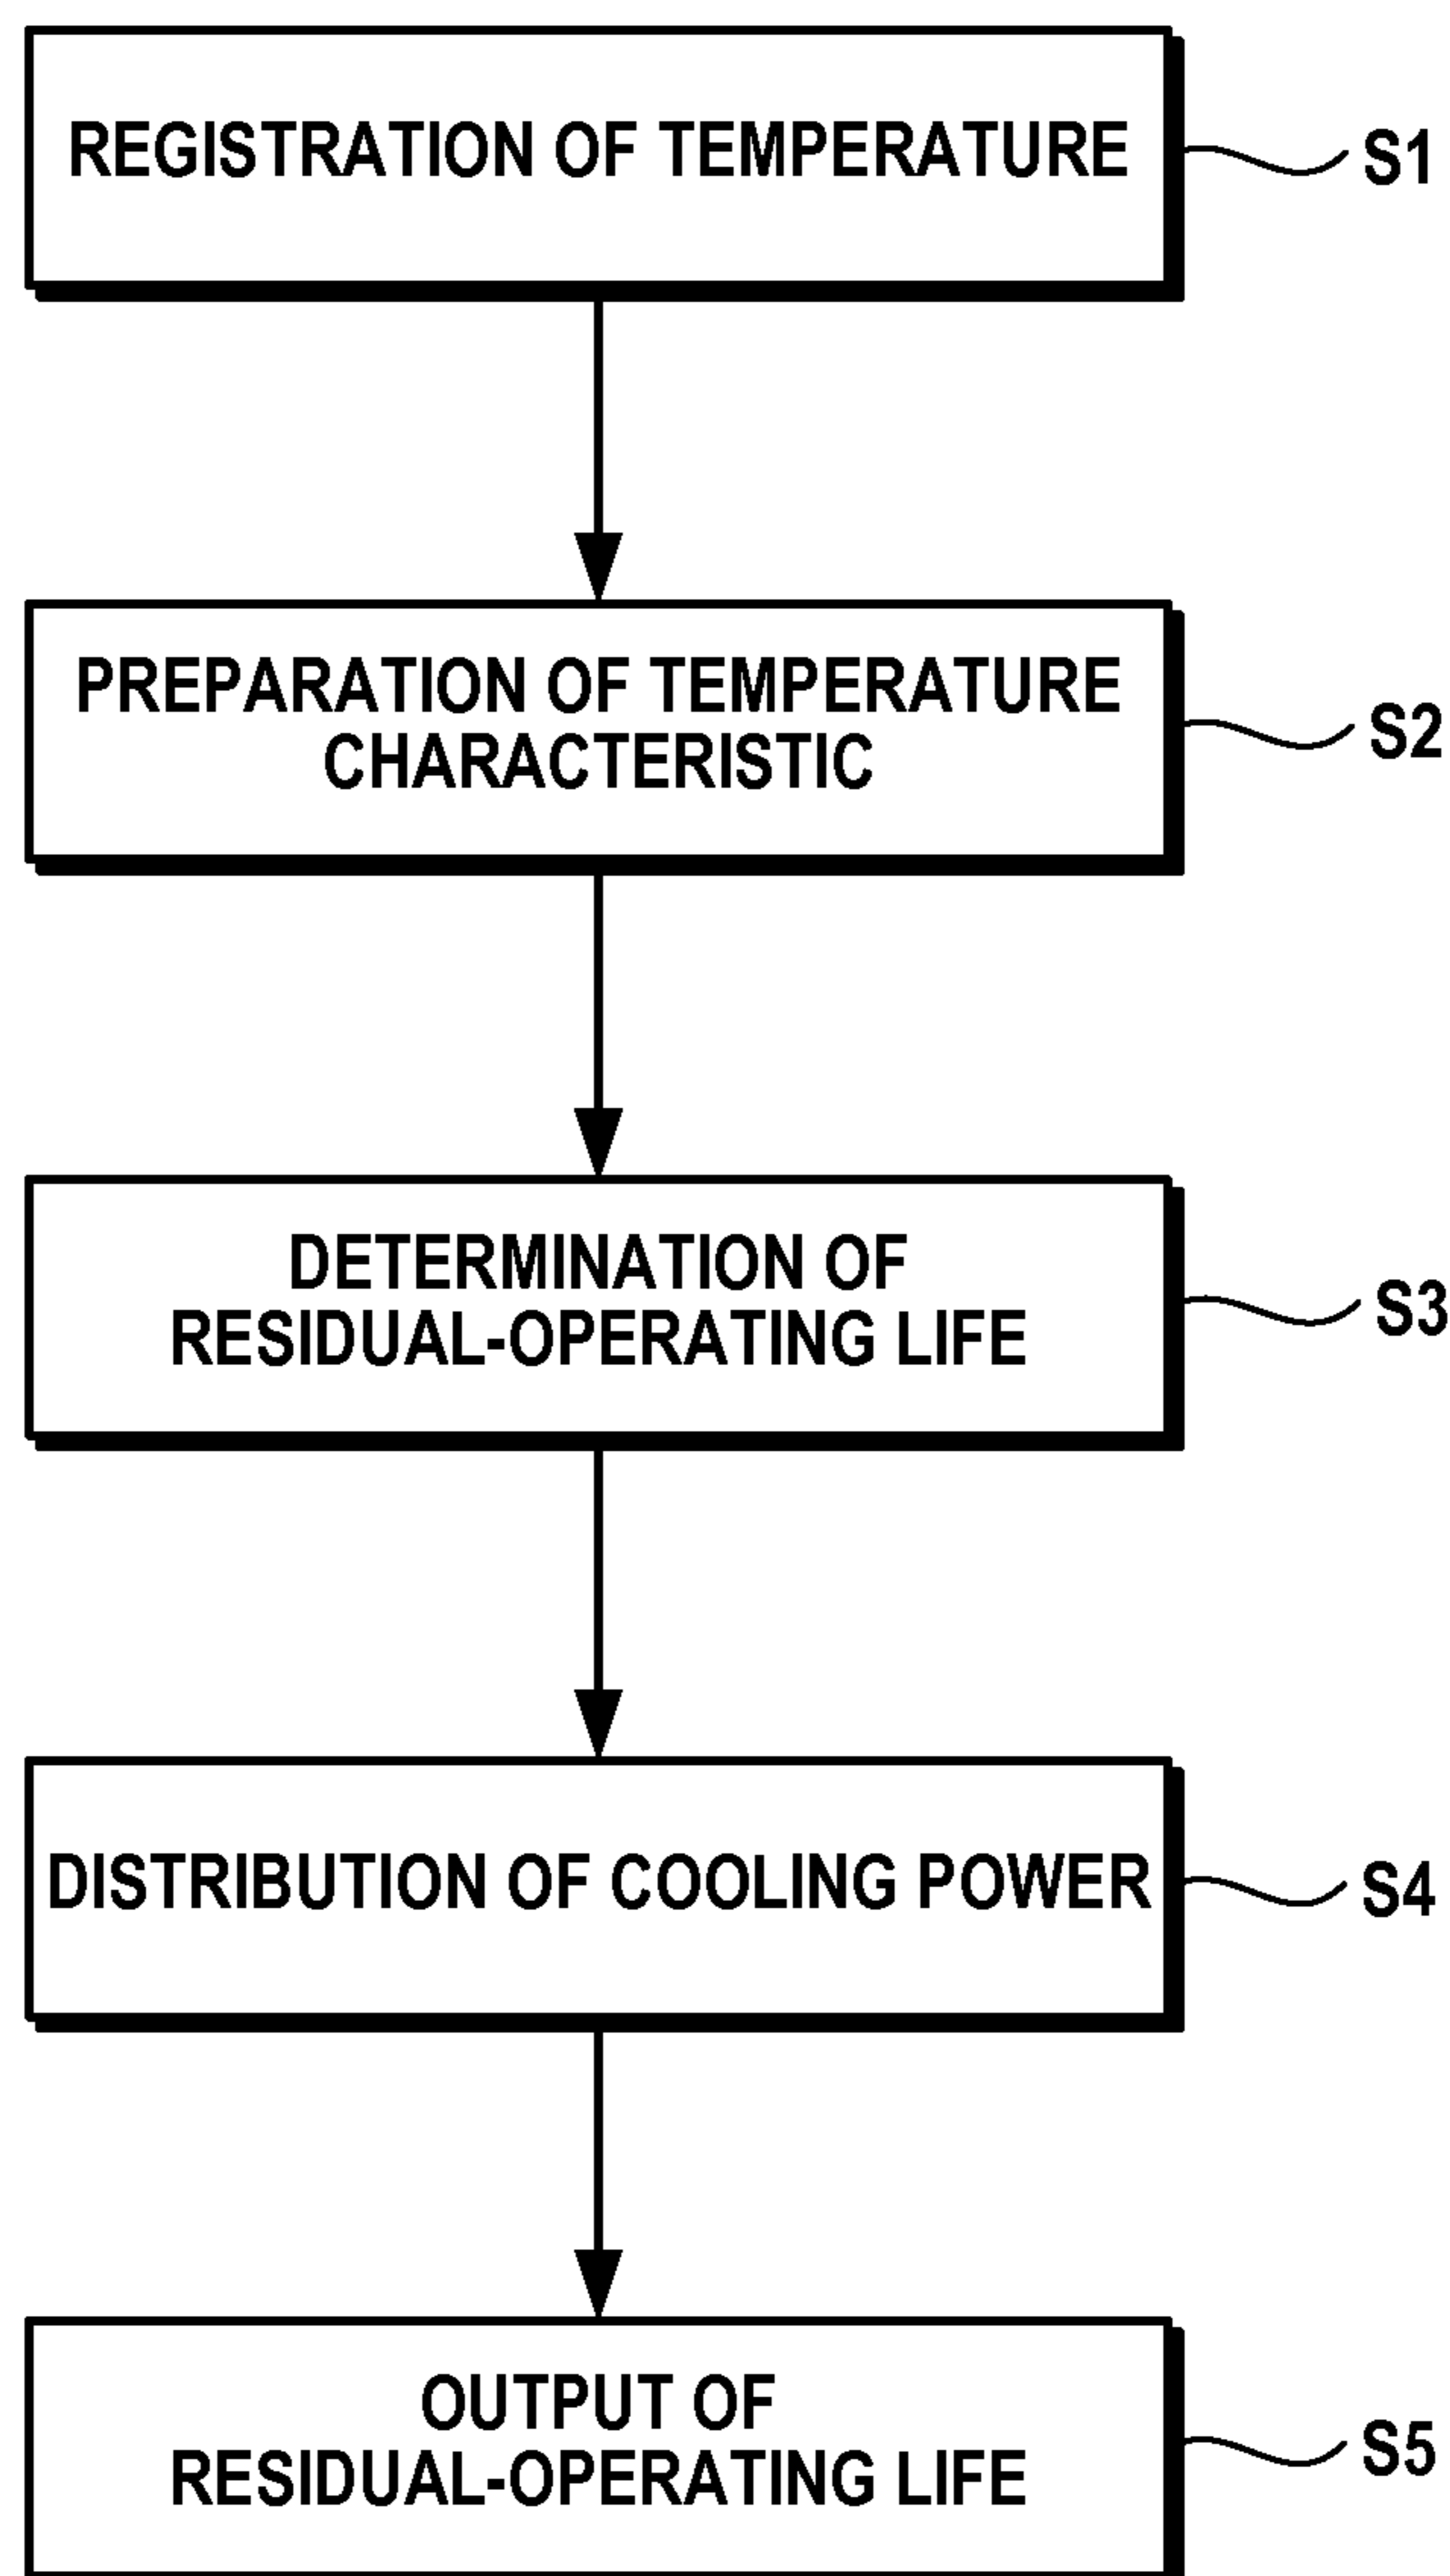 REGISTRATION OF TEMPERATURE
S1
PREPARATION OF TEMPERATURE
CHARACTERISTIC
S2
DETERMINATION OF
RESIDUAL-OPERATING LIFE
S3
DISTRIBUTION OF COOLING POWER
S4
OUTPUT OF
RESIDUAL-OPERATING LIFE
S5